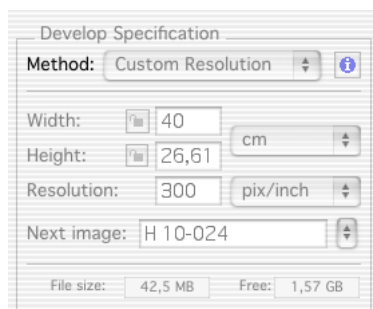 Develop Specification
Method: Custom Resolution
Width: 40
cm
Height: 26,61
Resolution: 300 pix/inch
Next image: H 10-024
File size: 42,5 MB Free: 1,57 GB